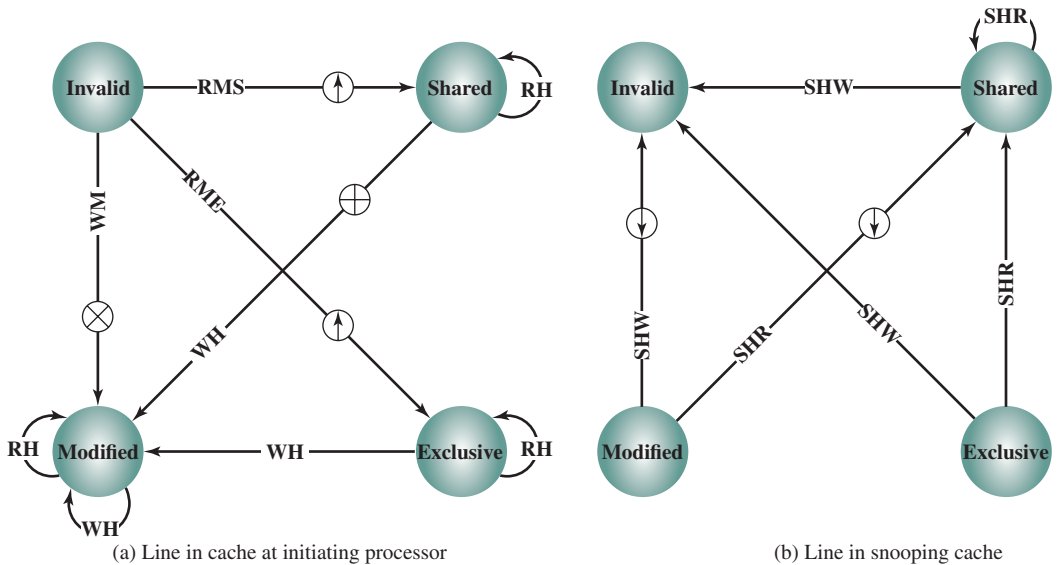 Invalid
RMS
Shared
RH
WM
RME
WH
RH
Modified
WH
Exclusive
RH
WH
(a) Line in cache at initiating processor
SHR
Invalid
SHW
Shared
SHW
SHR
SHW
SHR
Modified
Exclusive
(b) Line in snooping cache